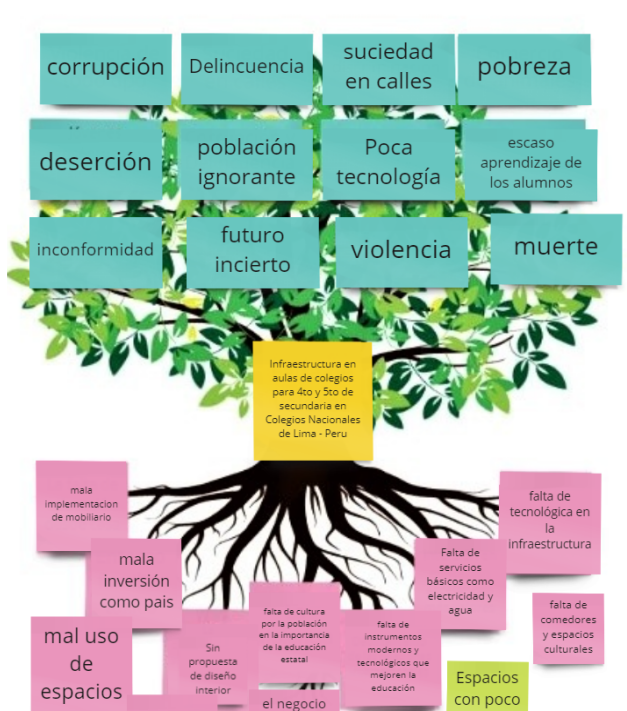 corrupción
Delincuencia
suciedad
en calles
pobreza
deserción
población
ignorante
Poca
tecnología
escaso
aprendizaje de
los alumnos
inconformidad
futuro
incierto
violencia
muerte
Infraestructura en
aulas de colegios
para 4to y 5to de
secundaria en
Colegios Nacionales
de Lima - Peru
mala
implementacion
de mobiliario
falta de
tecnológica en
la
infraestructura
mala
inversión
como pais
Falta de
servicios
básicos como
electricidad y
agua
falta de cultura
por la población
en la importancia
de la educación
estatal
falta de
comedores
y espacios
culturales
mal uso
de
espacios
Sin
propuesta
de diseño
interior
falta de
instrumentos
modernos y
tecnológicos que
mejoren la
educación
Espacios
con poco
el negocio